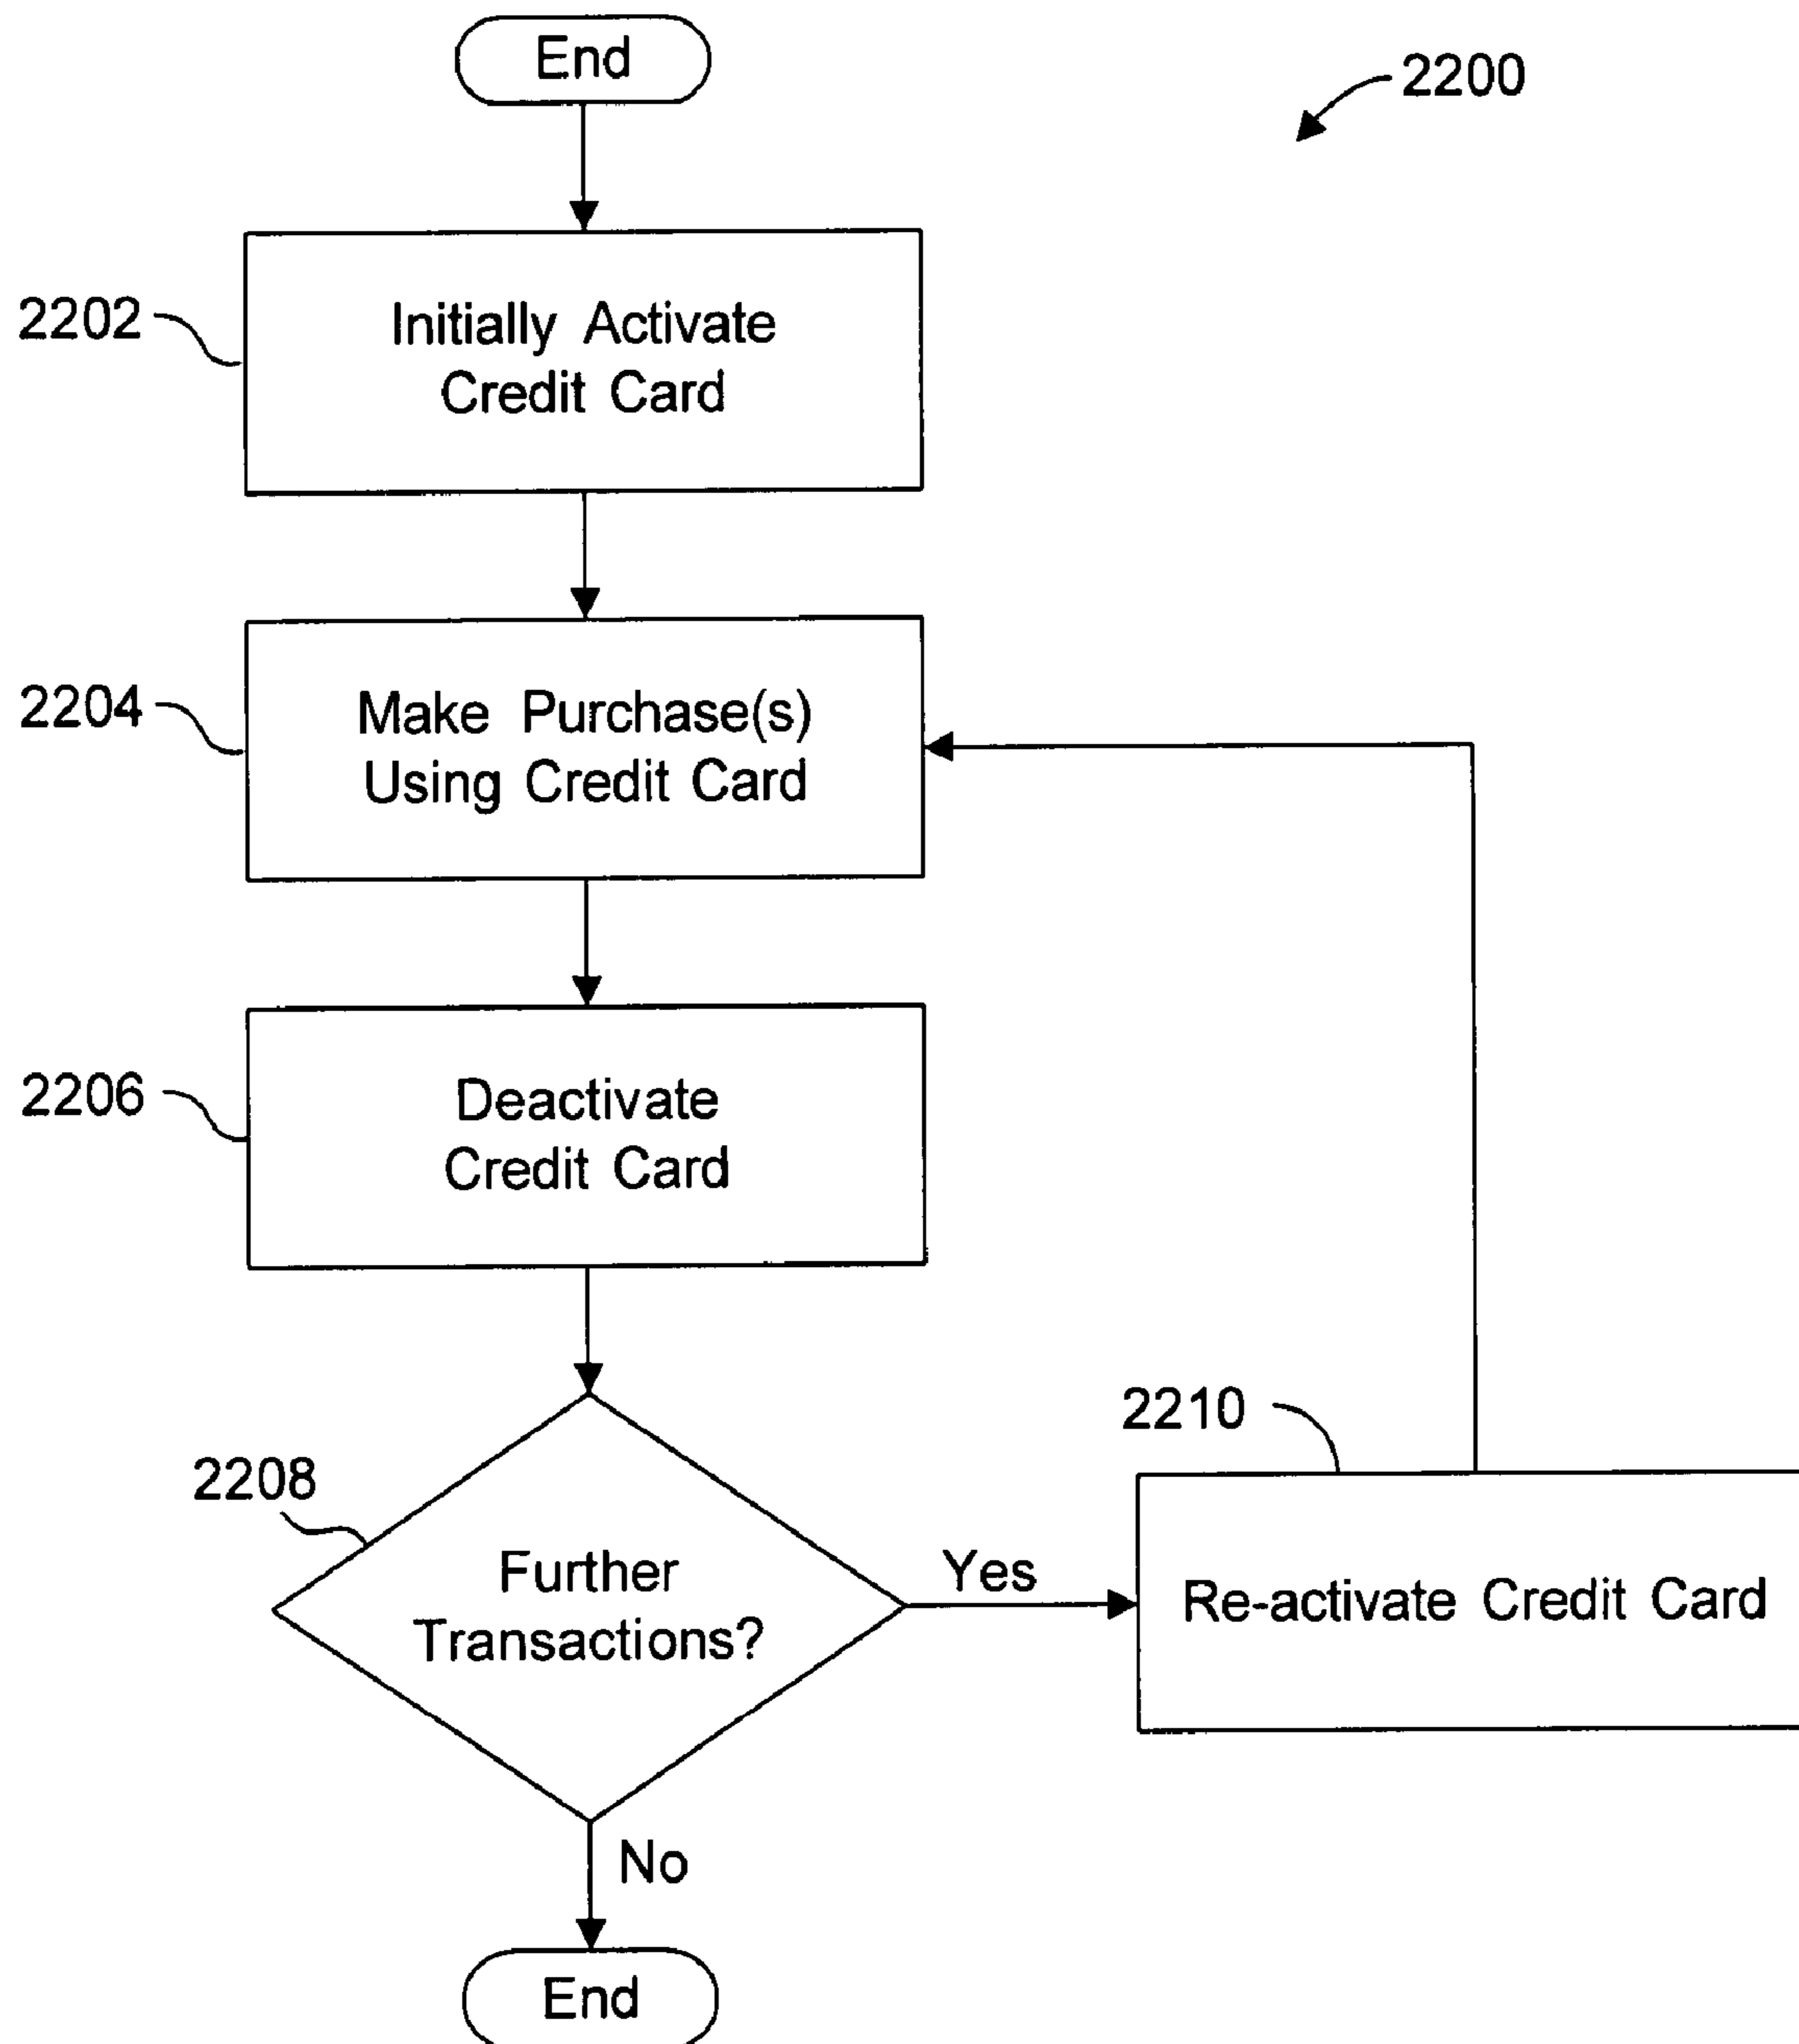 End
2200
2202
Initially Activate
Credit Card
2204
Make Purchase(s)
Using Credit Card
2206
Deactivate
Credit Card
2208
Further
Transactions?
Yes
2210
Re-activate Credit Card
No
End